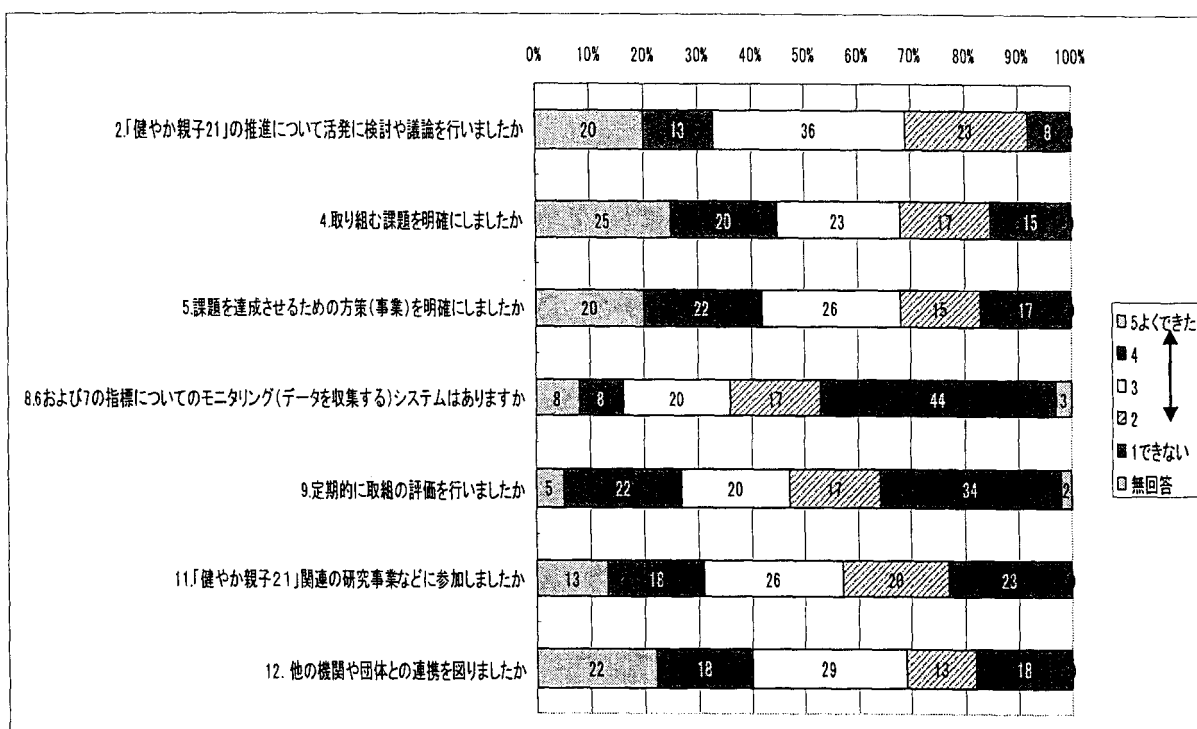 0% 10% 20% 30% 40% 50% 60% 70% 80% 90% 100%
2.「健やか親子21」の推進について活発に検討や議論を行いましたか
20 13 36 23 8
4.取り組む課題を明確にしましたか
25 20 23 17 15
5.課題を達成させるための方策(事業)を明確にしましたか
20 22 26 15 17
8.6および7の指標についてのモニタリング(データを収集する)システムはありますか
8 8 20 17 44 3
9.定期的に取組の評価を行いましたか
5 22 20 17 34 2
11.「健やか親子21」関連の研究事業などに参加しましたか
13 18 26 20 23
12. 他の機関や団体との連携を図りましたか
22 18 29 13 18
5よくできた
4
3
2
1できない
無回答